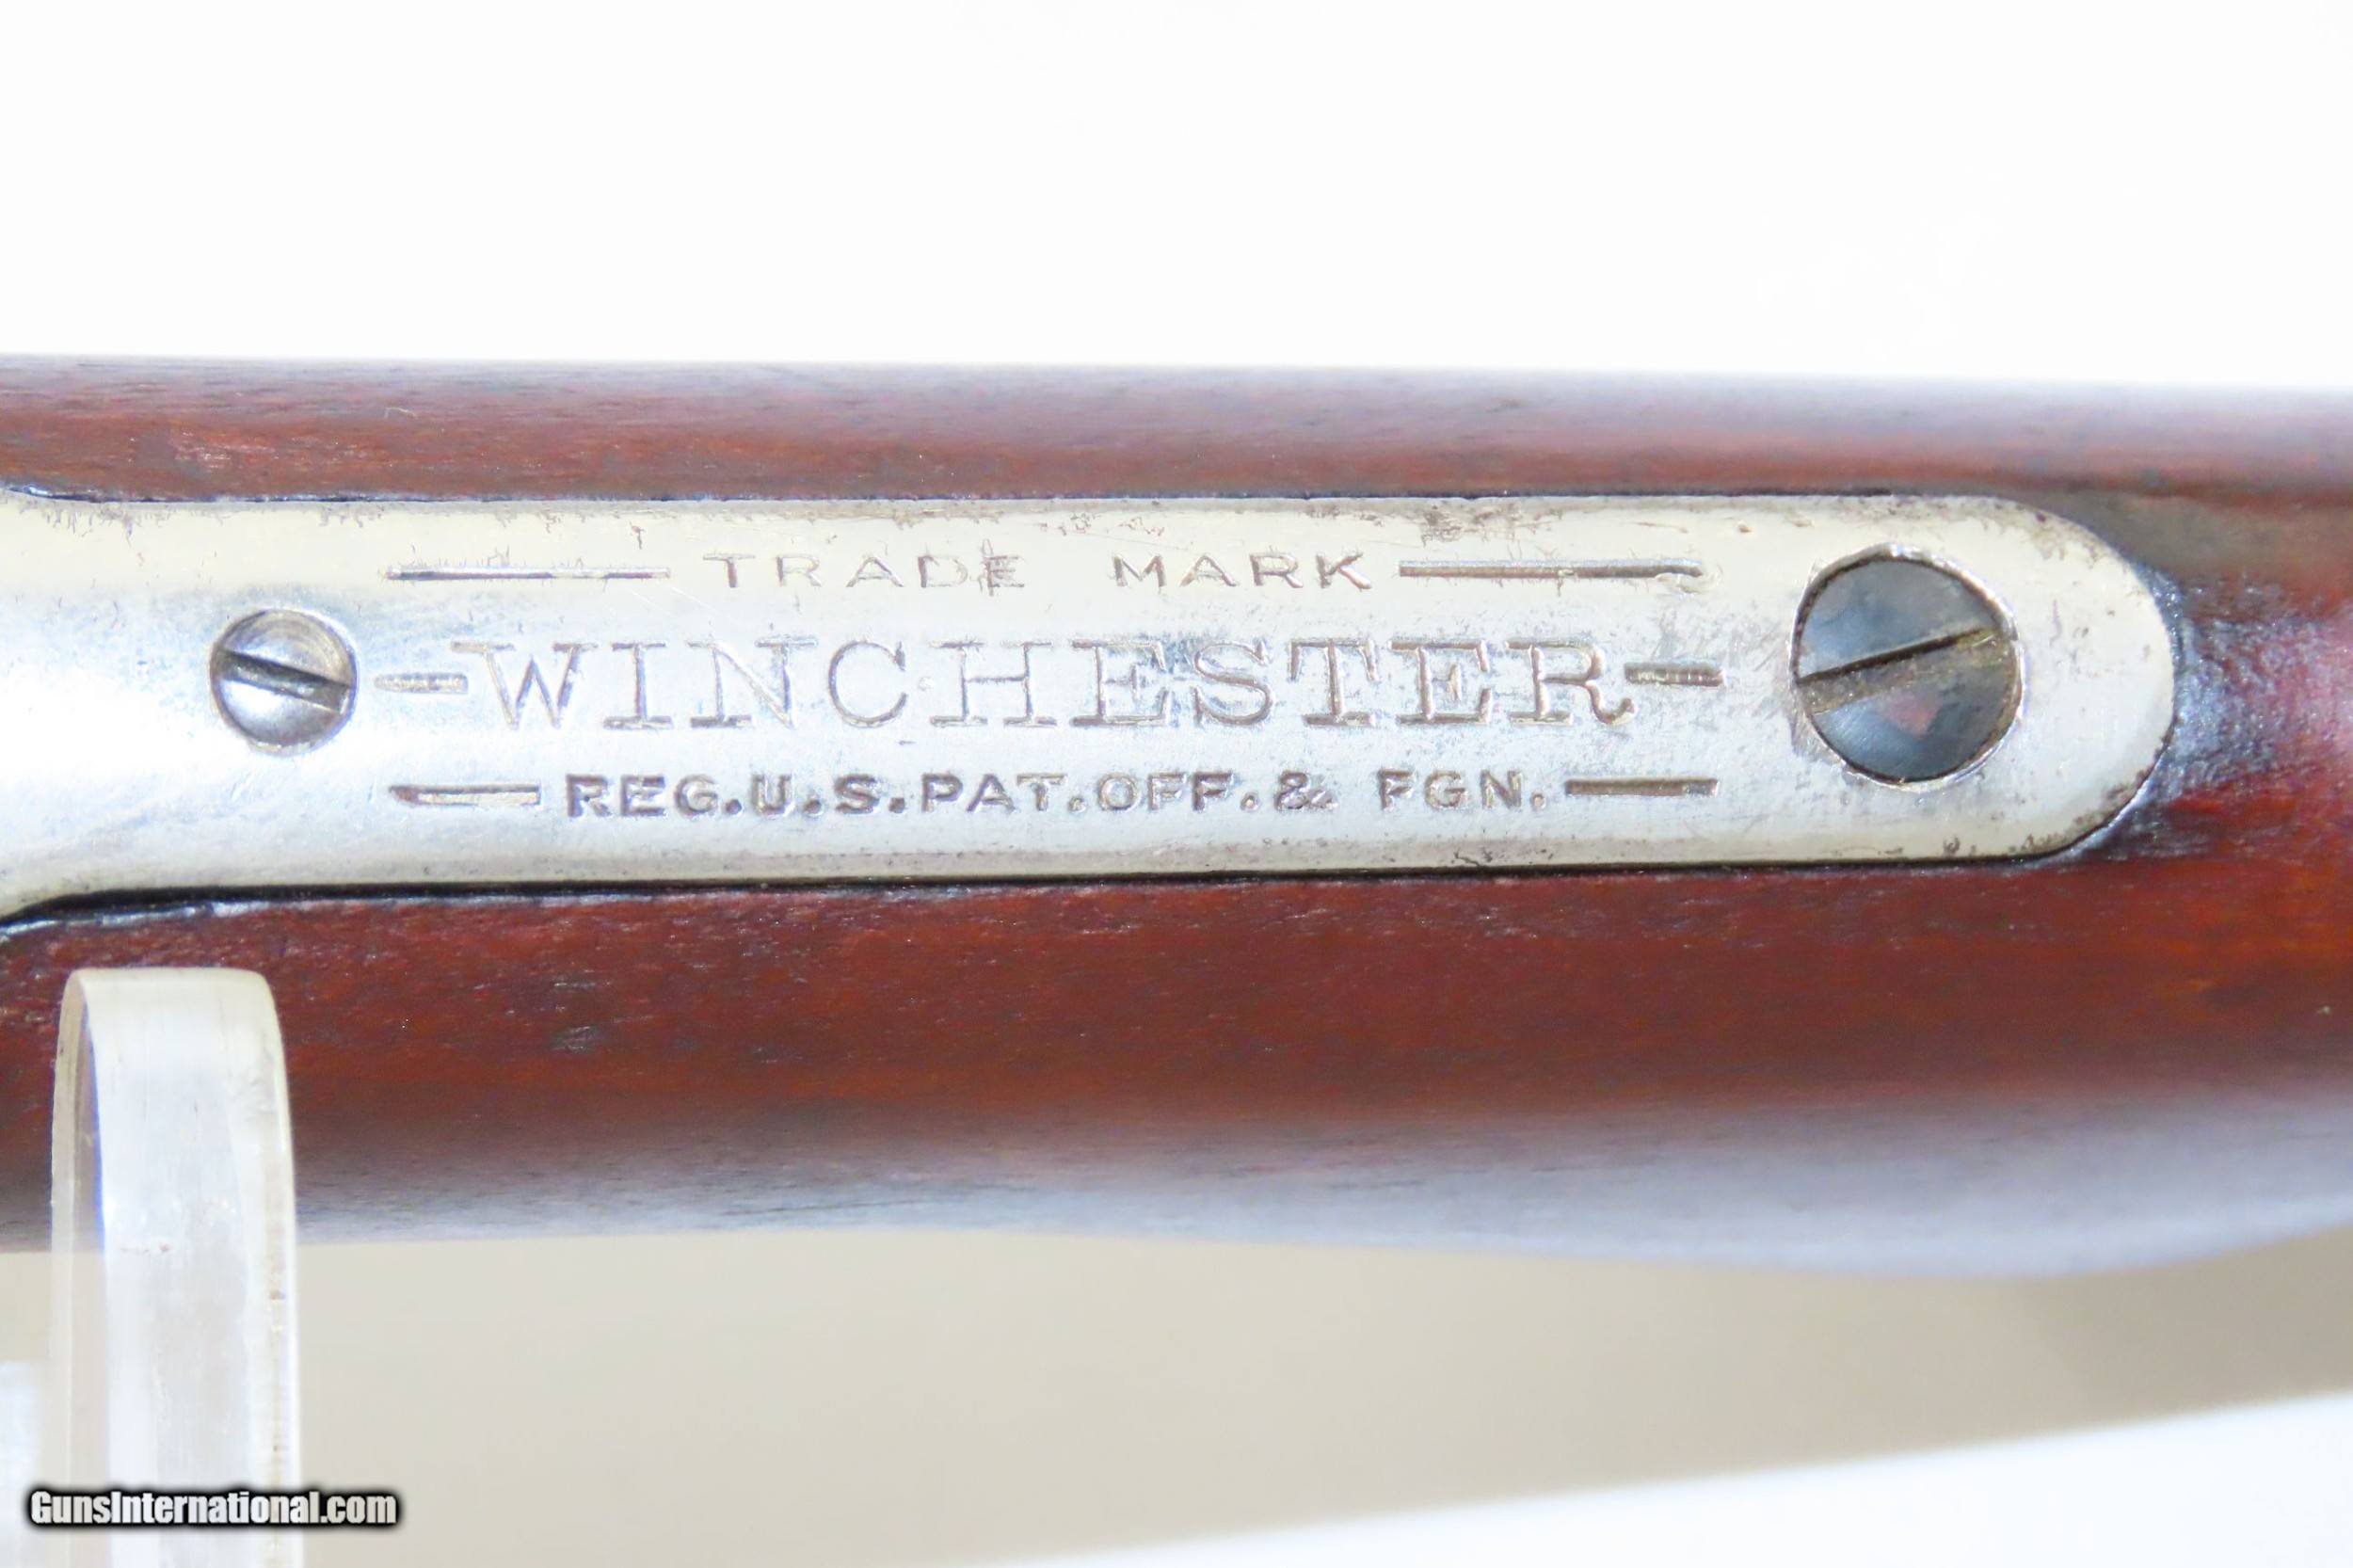 TRADE MARK
-WINCHESTER-
REG.U.S.PAT.OFF.& FGN.
GunsInternational.com